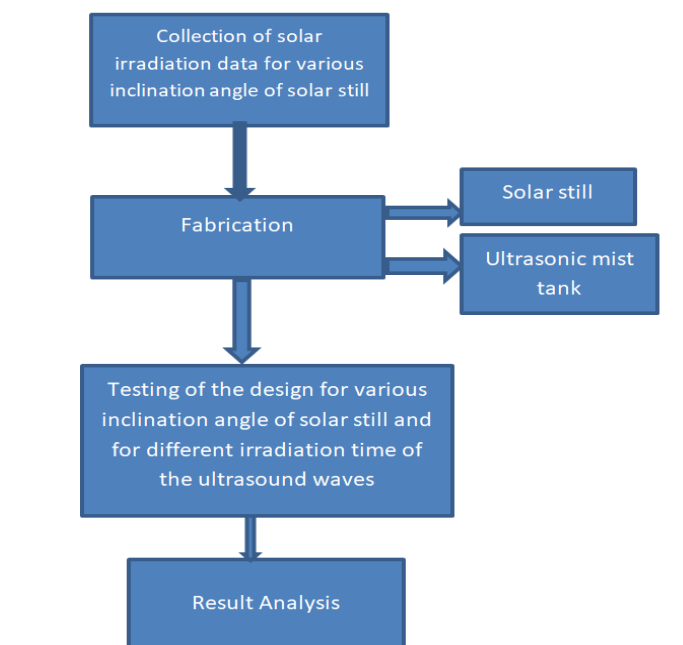 Collection of solar
irradiation data for various
inclination angle of solar still
Fabrication
Solar still
Ultrasonic mist
tank
Testing of the design for various
inclination angle of solar still and
for different irradiation time of
the ultrasound waves
Result Analysis